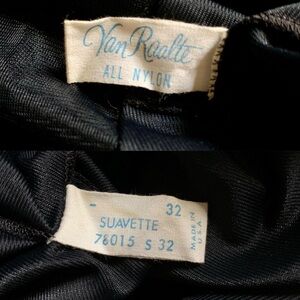 Van Raalte
ALL NYLON
- 32
SUAVETTE
76015 S 32
MADE IN
U.S.A